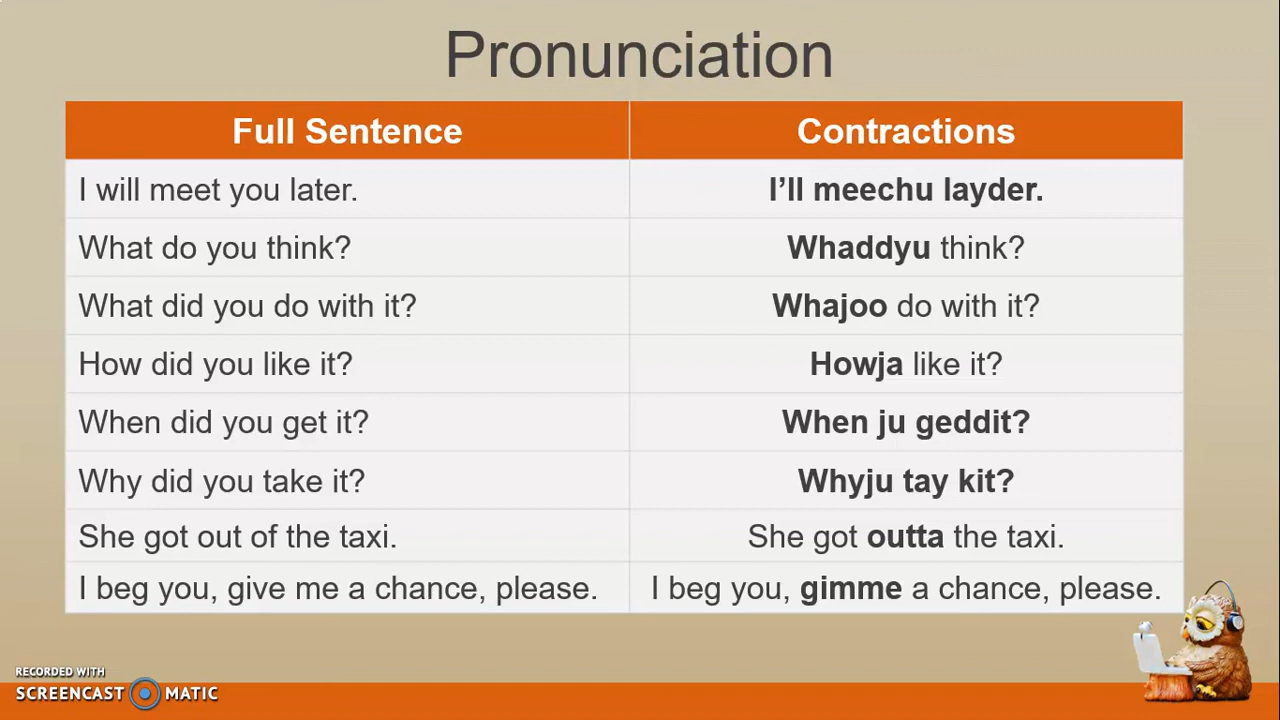 Pronunciation
Full Sentence Contractions
I will meet you later. I’ll meechu layder.
What do you think? Whaddyu think?
What did you do with it? Whajoo do with it?
How did you like it? Howja like it?
When did you get it? When ju geddit?
Why did you take it? Whyju tay kit?
She got out of the taxi. She got outta the taxi.
I beg you, give me a chance, please. I beg you, gimme a chance, please.
RECORDED WITH
SCREENCAST MATIC